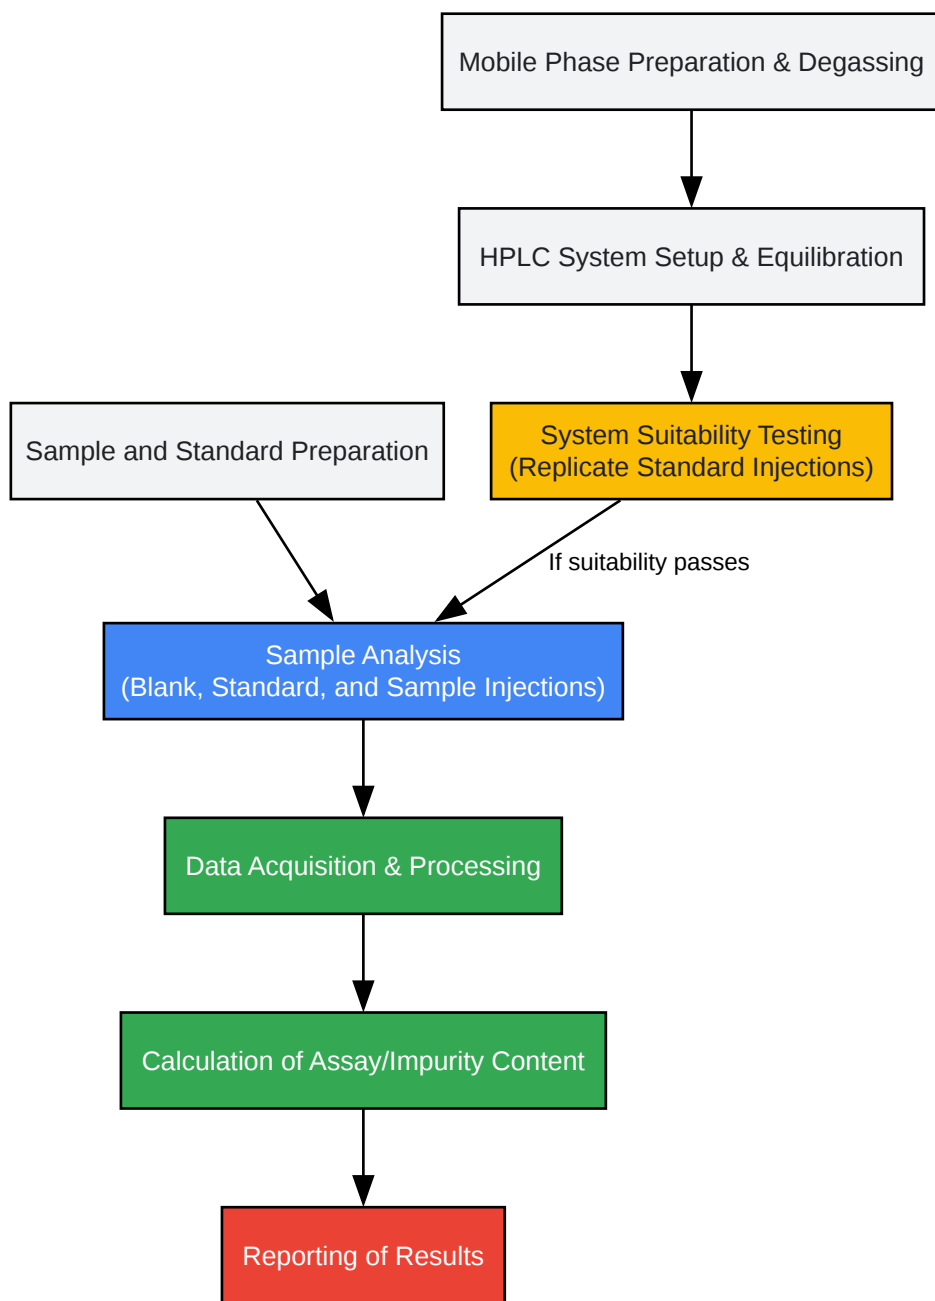 Mobile Phase Preparation & Degassing
HPLC System Setup & Equilibration
Sample and Standard Preparation
System Suitability Testing
(Replicate Standard Injections)
If suitability passes
Sample Analysis
(Blank, Standard, and Sample Injections)
Data Acquisition & Processing
Calculation of Assay/Impurity Content
Reporting of Results